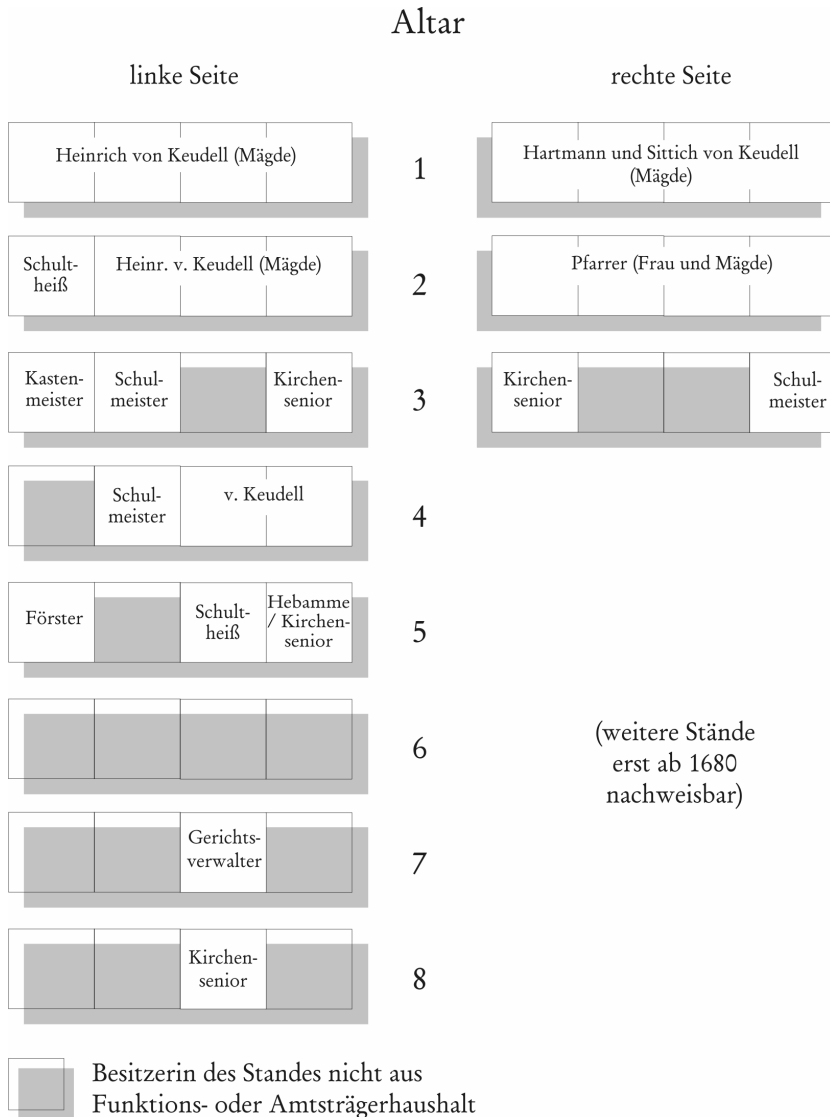 Altar
linke Seite
rechte Seite
Heinrich von Keudell (Mägde)
1
Hartmann und Sittich von Keudell
(Mägde)
Schult-
heiß
Heinr. v. Keudell (Mägde)
2
Pfarrer (Frau und Mägde)
Kasten-
meister
Schul-
meister
Kirchen-
senior
3
Kirchen-
senior
Schul-
meister
Schul-
meister
v. Keudell
4
Förster
Schult-
heiß
Hebamme
/ Kirchen-
senior
5
6
(weitere Stände
erst ab 1680
nachweisbar)
Gerichts-
verwalter
7
Kirchen-
senior
8
Besitzerin des Standes nicht aus
Funktions- oder Amtsträgerhaushalt